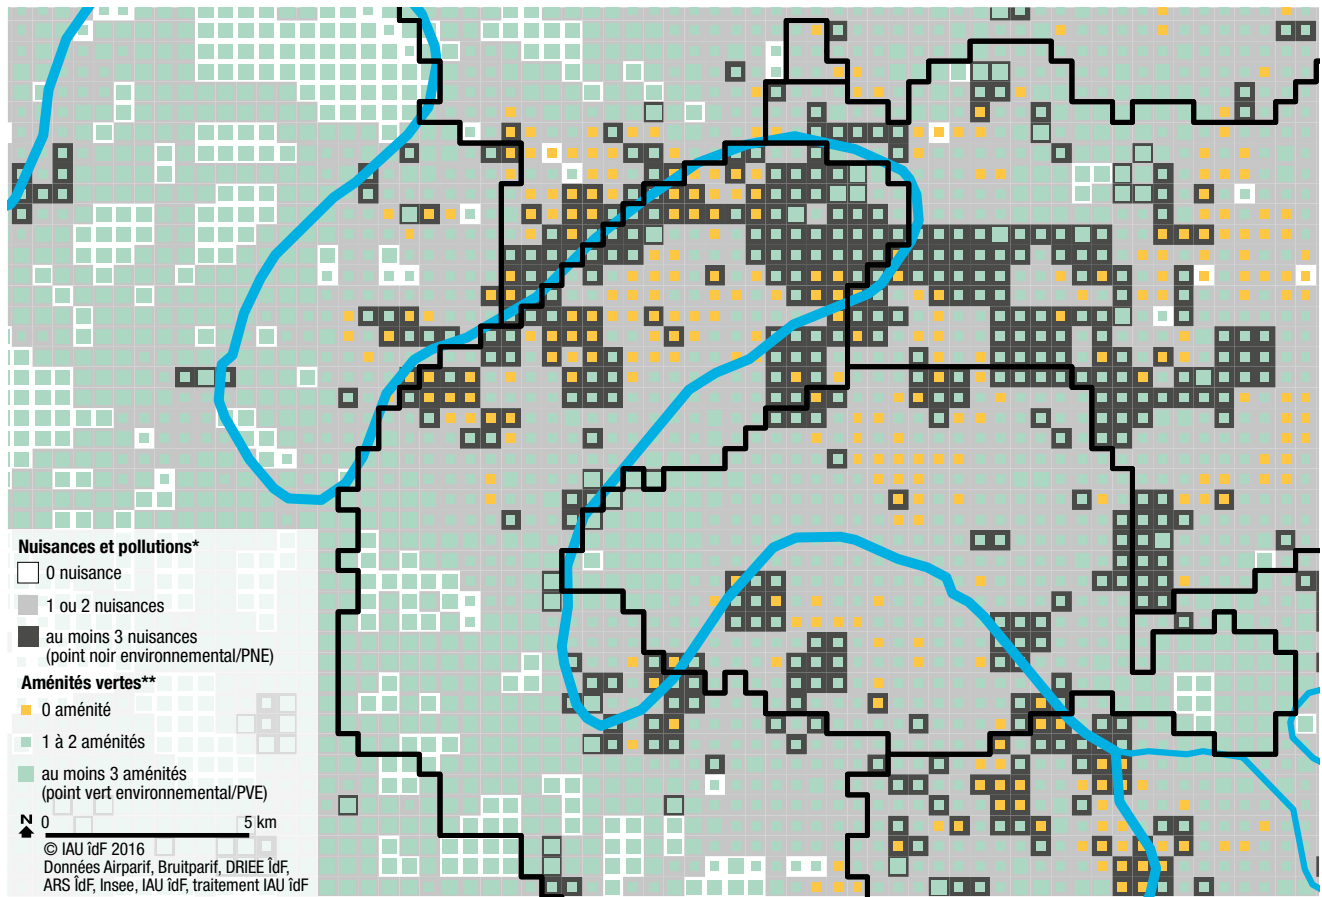 Nuisances et pollutions*
0 nuisance
1 ou 2 nuisances
au moins 3 nuisances
(point noir environnemental/PNE)
Aménités vertes**
0 aménité
1 à 2 aménités
au moins 3 aménités
(point vert environnemental/PVE)
N 0 5 km
© IAU îdF 2016
Données Airparif, Bruitparif, DRIEE ÎdF,
ARS ÎdF, Insee, IAU îdF, traitement IAU îdF